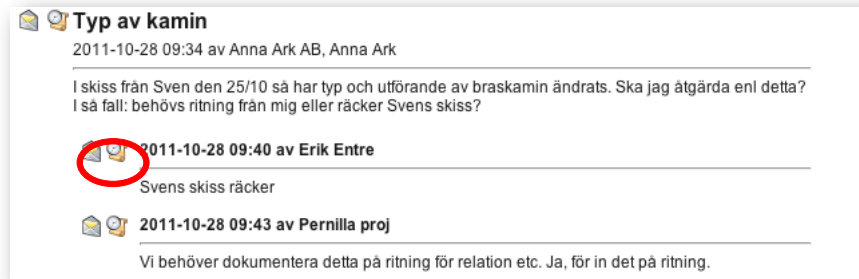 Typ av kamin
2011-10-28 09:34 av Anna Ark AB, Anna Ark
I skiss från Sven den 25/10 så har typ och utförande av braskamin ändrats. Ska jag åtgärda enl detta?
I så fall: behövs ritning från mig eller räcker Svens skiss?
2011-10-28 09:40 av Erik Entre
Svens skiss räcker
2011-10-28 09:43 av Pernilla proj
Vi behöver dokumentera detta på ritning för relation etc. Ja, för in det på ritning.